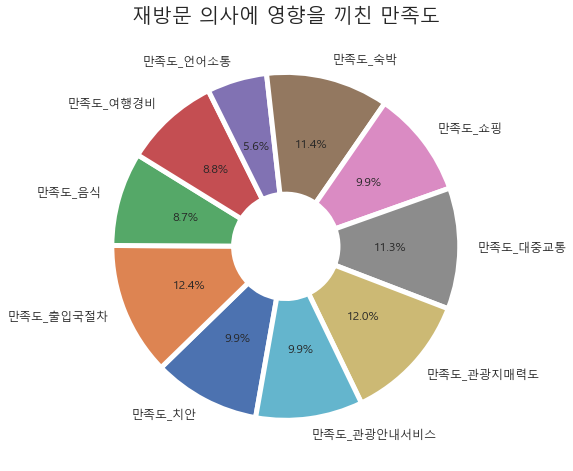 재방문 의사에 영향을 끼친 만족도
만족도_언어소통
만족도_숙박
만족도_여행경비
만족도_쇼핑
5.6%
11.4%
8.8%
9.9%
만족도_음식
8.7%
11.3%
만족도_대중교통
12.4%
만족도_출입국절차
12.0%
9.9%
9.9%
만족도_관광지매력도
만족도_치안
만족도_관광안내서비스